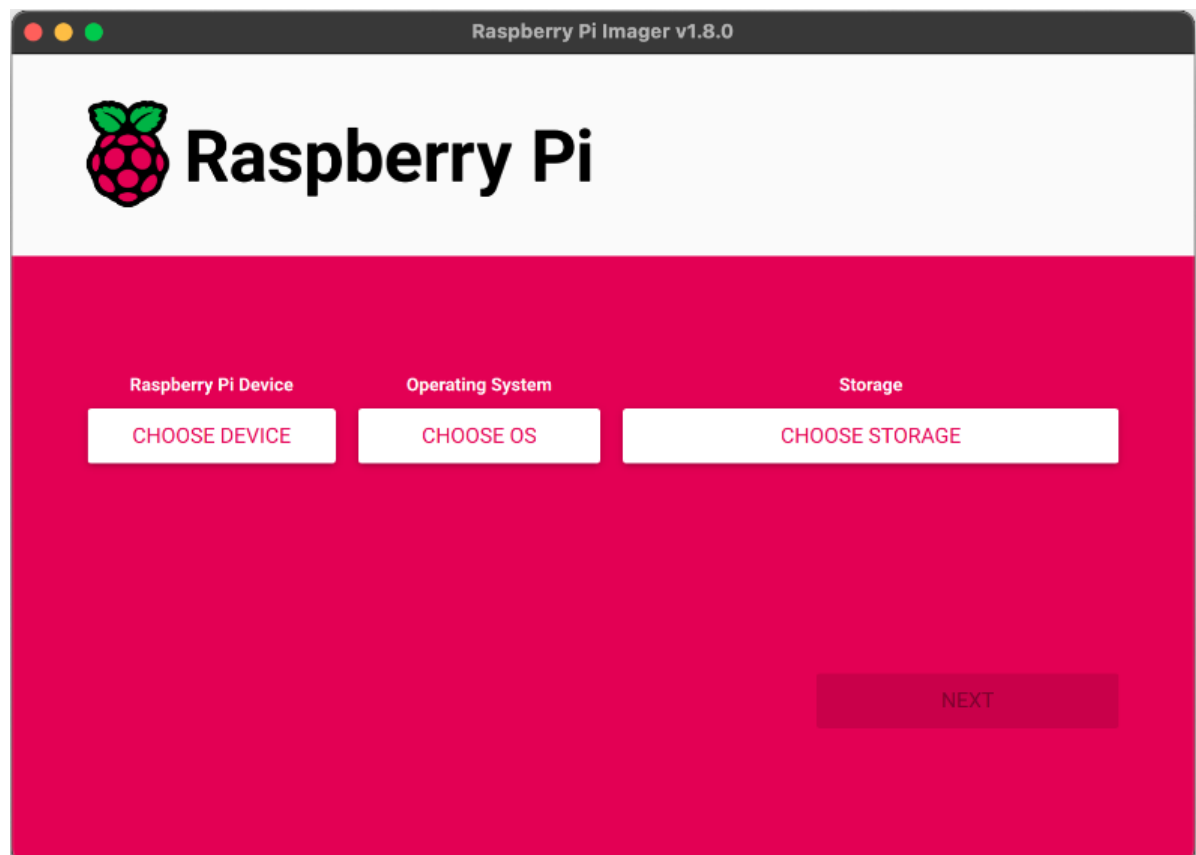 Raspberry Pi Imager v1.8.0
Raspberry Pi
Raspberry Pi Device Operating System Storage
CHOOSE DEVICE CHOOSE OS CHOOSE STORAGE
NEXT